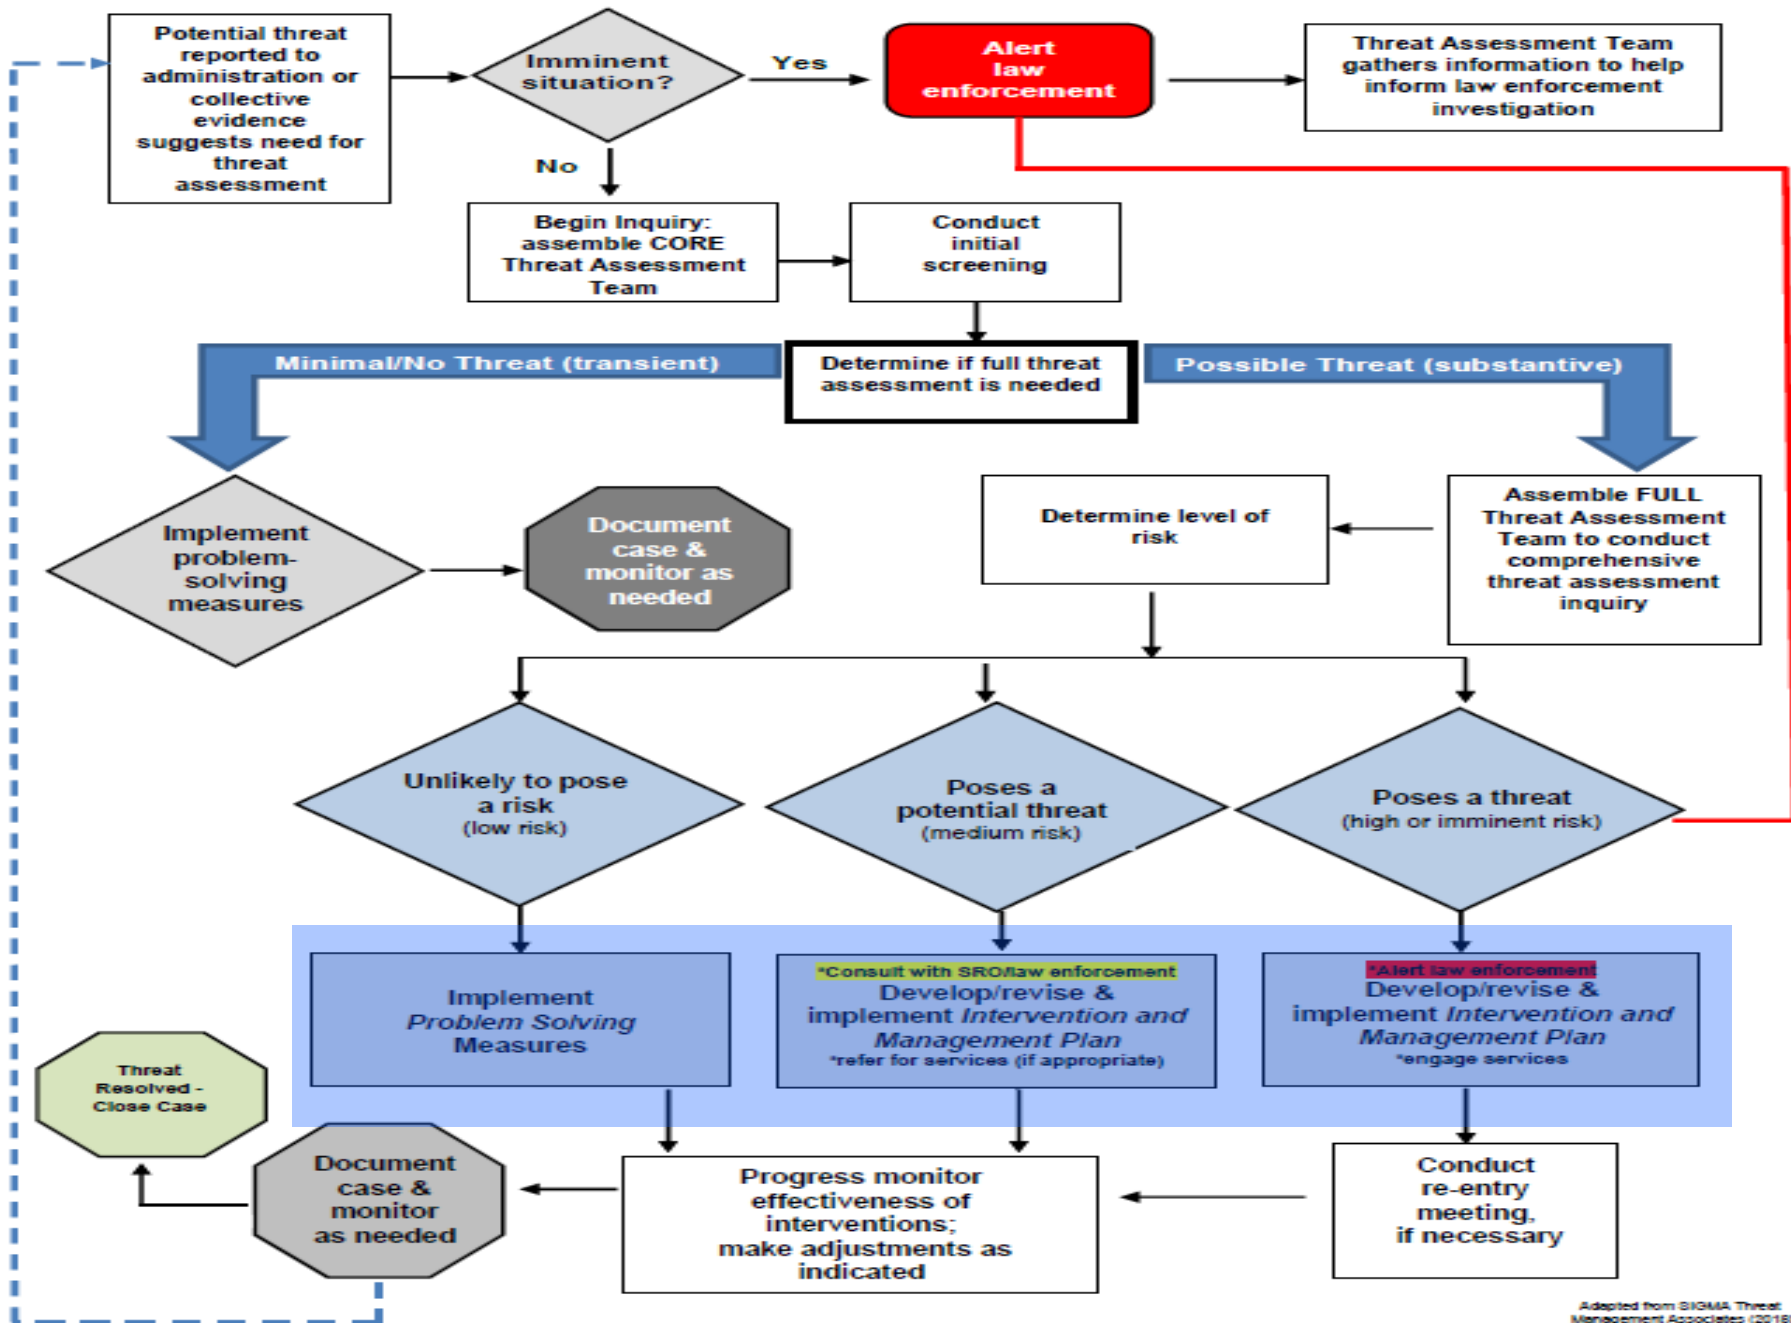 Potential threat
reported to
administration or
collective
evidence
suggests need for
threat
assessment
Imminent
situation?
Yes
Alert
law
enforcement
Threat Assessment Team
gathers information to help
inform law enforcement
investigation
No
Begin Inquiry:
assemble CORE
Threat Assessment
Team
Conduct
initial
screening
Minimal/No Threat (transient)
Determine if full threat
assessment is needed
Possible Threat (substantive)
Implement
problem-
solving
measures
Document
case &
monitor as
needed
Determine level of
risk
Assemble FULL
Threat Assessment
Team to conduct
comprehensive
threat assessment
inquiry
Unlikely to pose
a risk
(low risk)
Poses a
potential threat
(medium risk)
Poses a threat
(high or imminent risk)
Implement
Problem Solving
Measures
*Consult with SRO/law enforcement
Develop/revise &
implement Intervention and
Management Plan
*refer for services (if appropriate)
*Alert law enforcement
Develop/revise &
implement Intervention and
Management Plan
*engage services
Threat
Resolved -
Close Case
Document
case &
monitor
as needed
Progress monitor
effectiveness of
interventions;
make adjustments as
indicated
Conduct
re-entry
meeting,
if necessary
Adapted from SIGMA Threat
Management Associates (2018